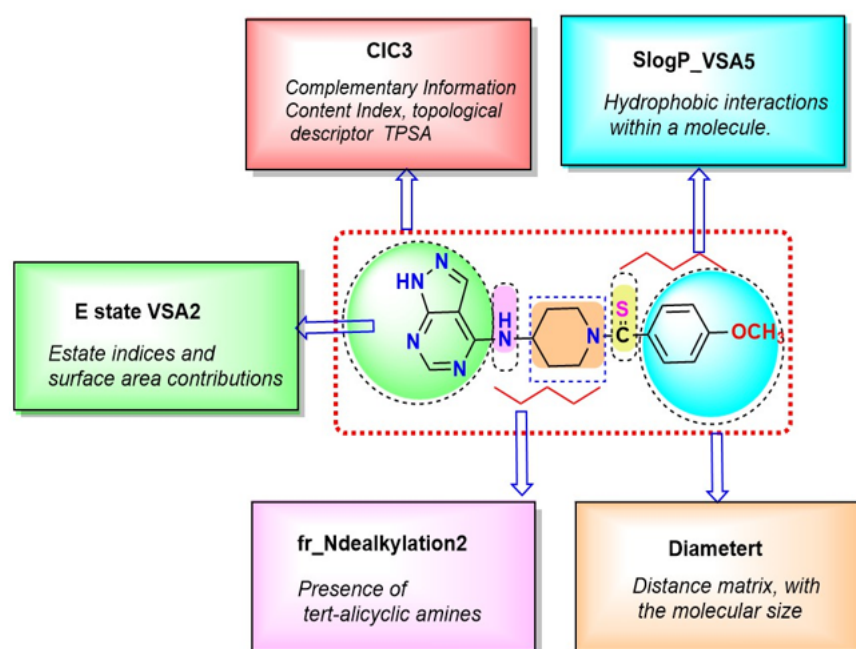 CIC3
Complementary Information
Content Index, topological
descriptor TPSA
SlogP_VSA5
Hydrophobic interactions
within a molecule.
E state VSA2
Estate indices and
surface area contributions
N
HN
N
N
H
N
N
S
C
OCH3
fr_Ndealkylation2
Presence of
tert-alicyclic amines
Diametert
Distance matrix, with
the molecular size